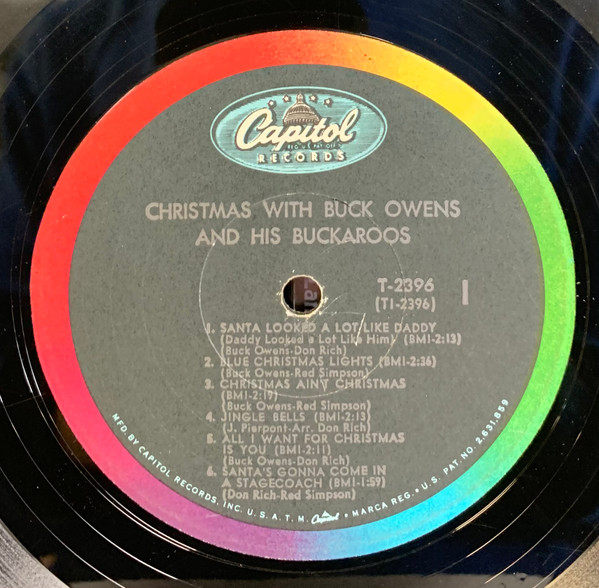 Capitol
REG. U.S. PAT. OFF.
RECORDS
CHRISTMAS WITH BUCK OWENS
AND HIS BUCKAROOS
T-2396
(T1-2396)
1
1. SANTA LOOKED A LOT LIKE DADDY
(Daddy Looked a Lot Like Him) (BMI-2:13)
(Buck Owens-Don Rich)
2. BLUE CHRISTMAS LIGHTS (BMI-2:36)
(Buck Owens-Red Simpson)
3. CHRISTMAS AIN'T CHRISTMAS
(BMI-2:19)
(Buck Owens-Red Simpson)
4. JINGLE BELLS (BMI-2:13)
(J. Pierpont-Arr. Don Rich)
5. ALL I WANT FOR CHRISTMAS
IS YOU (BMI-2:11)
(Buck Owens-Don Rich)
6. SANTA'S GONNA COME IN
A STAGECOACH (BMI-1:59)
(Don Rich-Red Simpson)
MFD. BY CAPITOL RECORDS, INC. U.S.A. T.M. Capitol • MARCA REG. • U.S. PAT. NO. 2,631,859